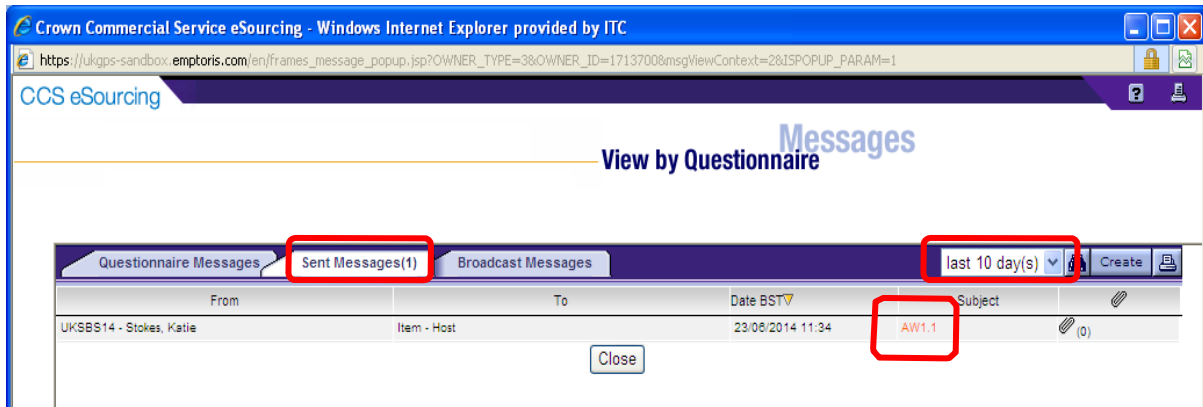 Crown Commercial Service eSourcing - Windows Internet Explorer provided by ITC
https://ukgps-sandbox.emptoris.com/en/frames_message_popup.jsp?OWNER_TYPE=3&OWNER_ID=1713700&msgViewContext=2&ISPOPUP_PARAM=1
CCS eSourcing
?
Messages
View by Questionnaire
Questionnaire Messages Sent Messages(1) Broadcast Messages last 10 day(s) Create
From To Date BST Subject
UKSBS14 - Stokes, Katie Item - Host 23/06/2014 11:34 AW1.1 (0)
Close